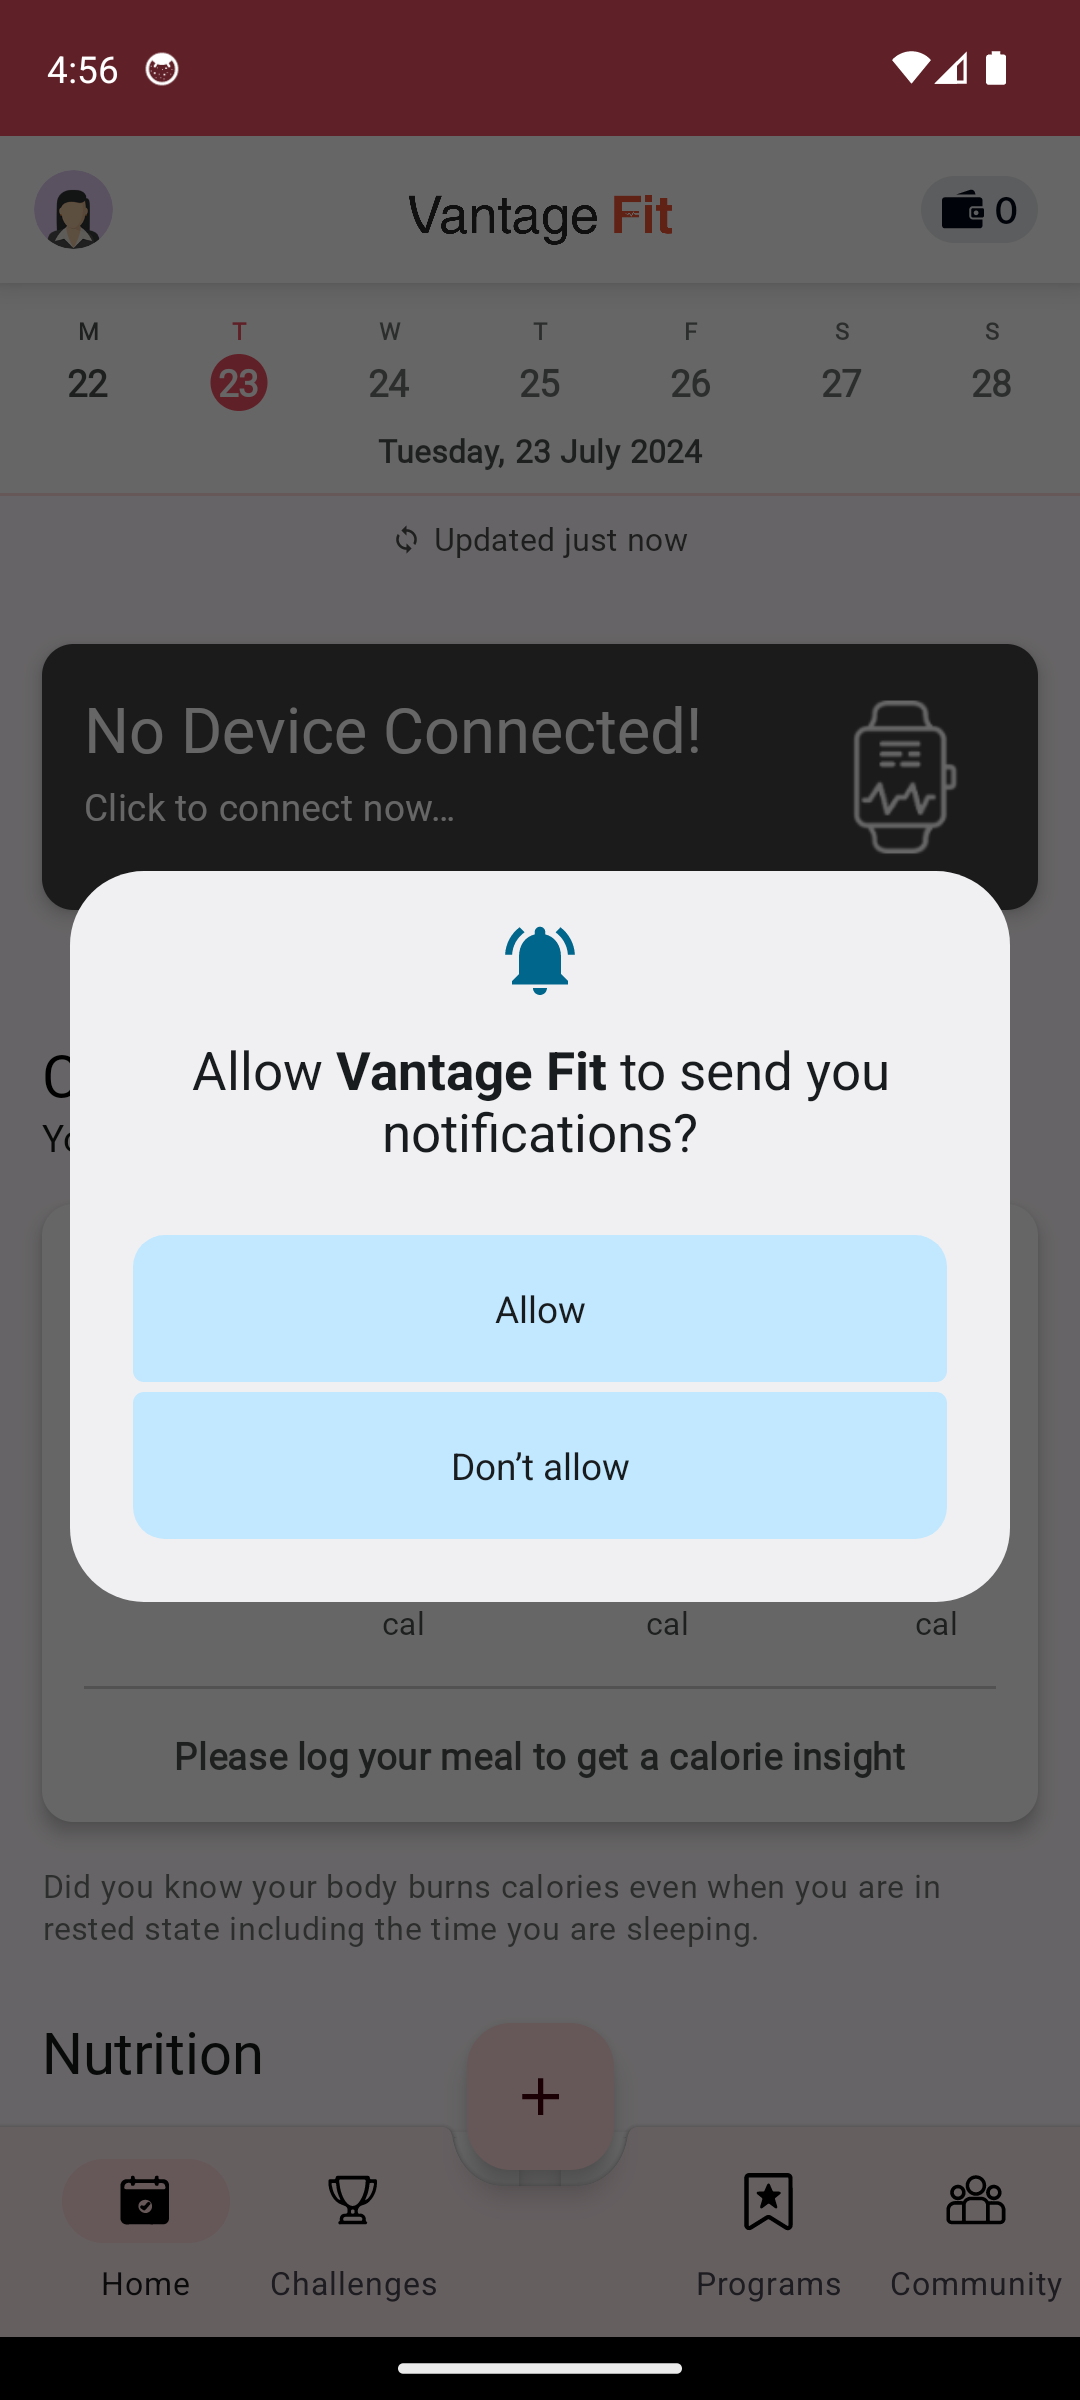 4:56
Vantage Fit
0
M T W T F S S
22 23 24 25 26 27 28
Tuesday, 23 July 2024
Updated just now
No Device Connected!
Click to connect now...
Allow Vantage Fit to send you
notifications?
Allow
Don't allow
cal cal cal
Please log your meal to get a calorie insight
Did you know your body burns calories even when you are in
rested state including the time you are sleeping.
Nutrition
Home Challenges Programs Community